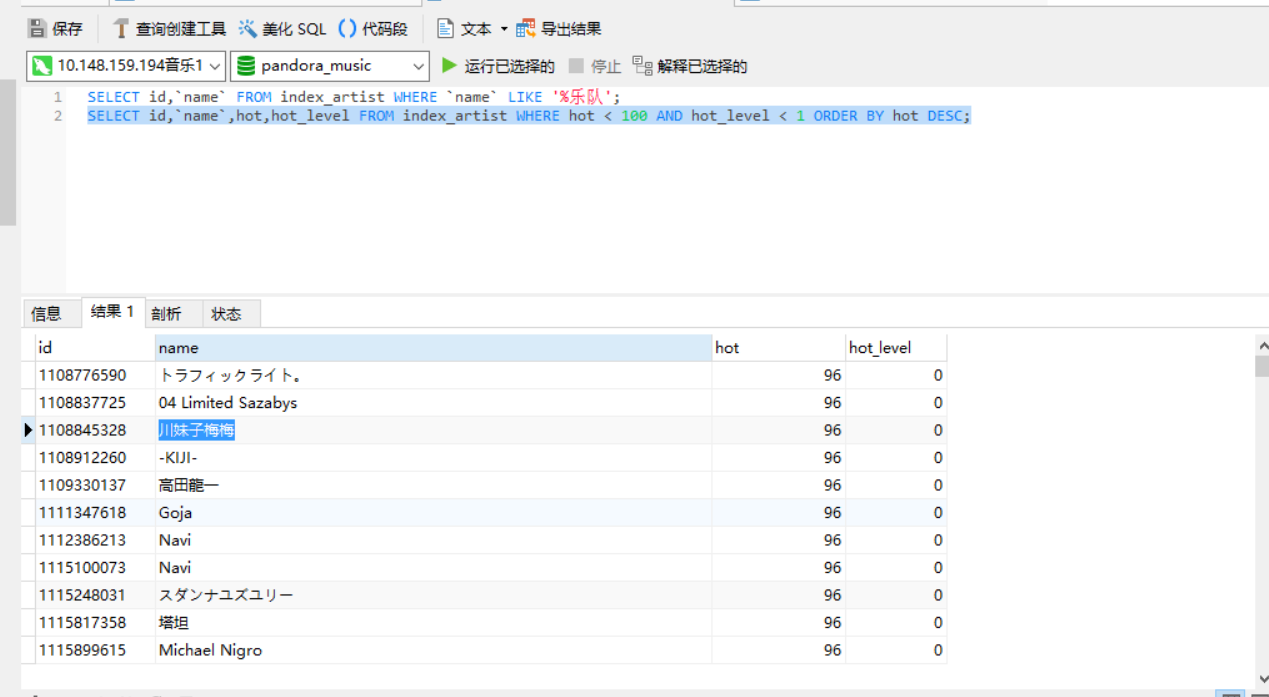 保存 查询创建工具 美化 SQL () 代码段 文本 导出结果
10.148.159.194音乐1 pandora_music 运行已选择的 停止 解释已选择的
1 SELECT id,`name` FROM index_artist WHERE `name` LIKE '%乐队';
2 SELECT id,`name`,hot,hot_level FROM index_artist WHERE hot < 100 AND hot_level < 1 ORDER BY hot DESC;
信息 结果 1 剖析 状态
id name hot hot_level
1108776590 トラフィックライト。 96 0
1108837725 04 Limited Sazabys 96 0
1108845328 川妹子梅梅 96 0
1108912260 -KIJI- 96 0
1109330137 高田龍一 96 0
1111347618 Goja 96 0
1112386213 Navi 96 0
1115100073 Navi 96 0
1115248031 スダンナユズユリー 96 0
1115817358 塔坦 96 0
1115899615 Michael Nigro 96 0